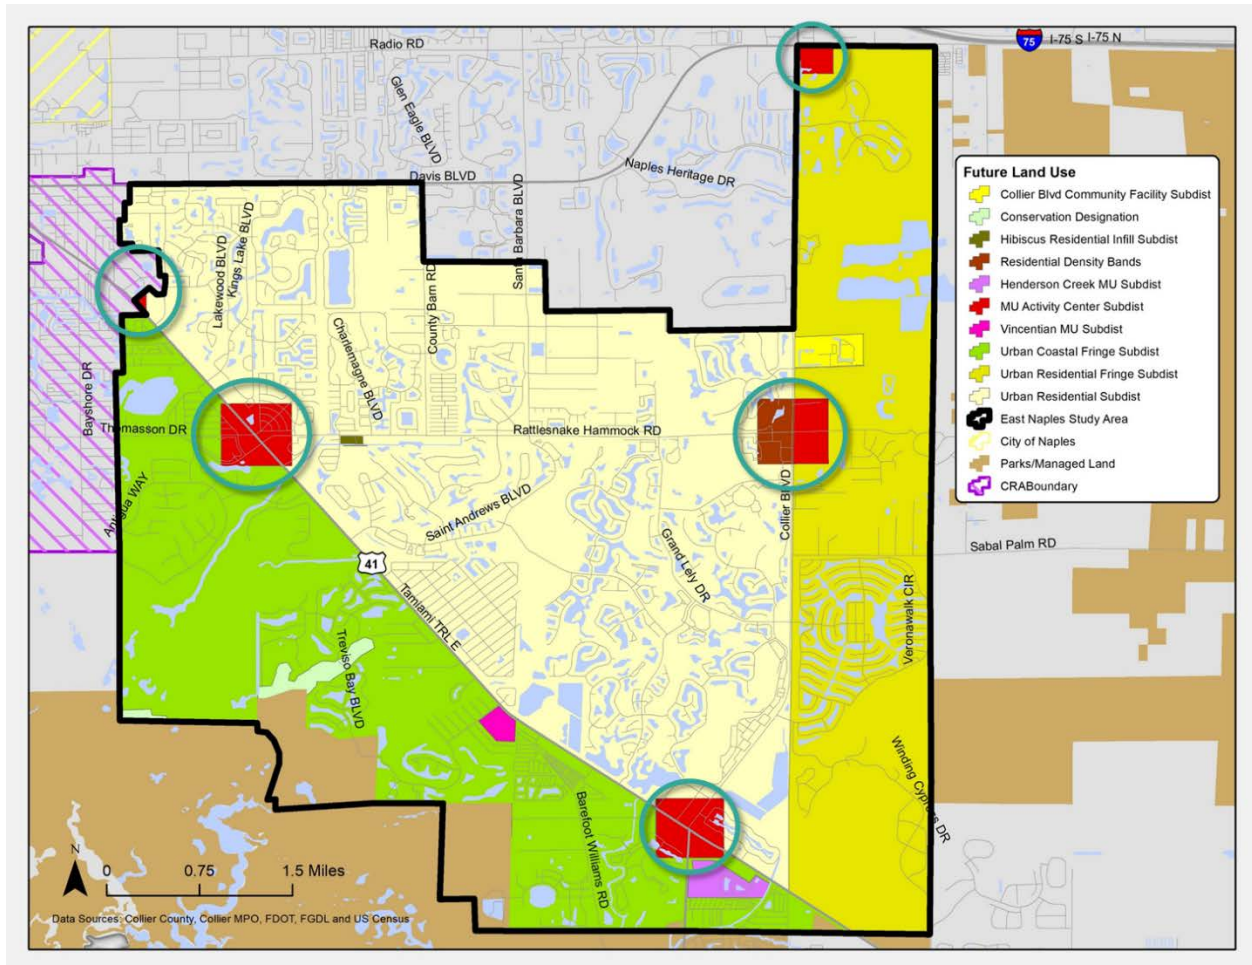 Radio RD
75
I-75 S
I-75 N
Glen Eagle BLVD
Davis BLVD
Naples Heritage DR
Santa Barbara BLVD
Lakewood BLVD
Kings Lake BLVD
County Barn RD
Charlemagne BLVD
Bayshore DR
Thomasson DR
Rattlesnake Hammock RD
Antigua WAY
Saint Andrews BLVD
Collier BLVD
Grand Lely DR
41
Tamiami TRL E
Sabal Palm RD
Veronawalk CIR
Treviso Bay BLVD
Winding Cypress DR
Barefoot Williams RD
Future Land Use
Collier Blvd Community Facility Subdist
Conservation Designation
Hibiscus Residential Infill Subdist
Residential Density Bands
Henderson Creek MU Subdist
MU Activity Center Subdist
Vincentian MU Subdist
Urban Coastal Fringe Subdist
Urban Residential Fringe Subdist
Urban Residential Subdist
East Naples Study Area
City of Naples
Parks/Managed Land
CRABoundary
N
0 0.75 1.5 Miles
Data Sources: Collier County, Collier MPO, FDOT, FGDL and US Census